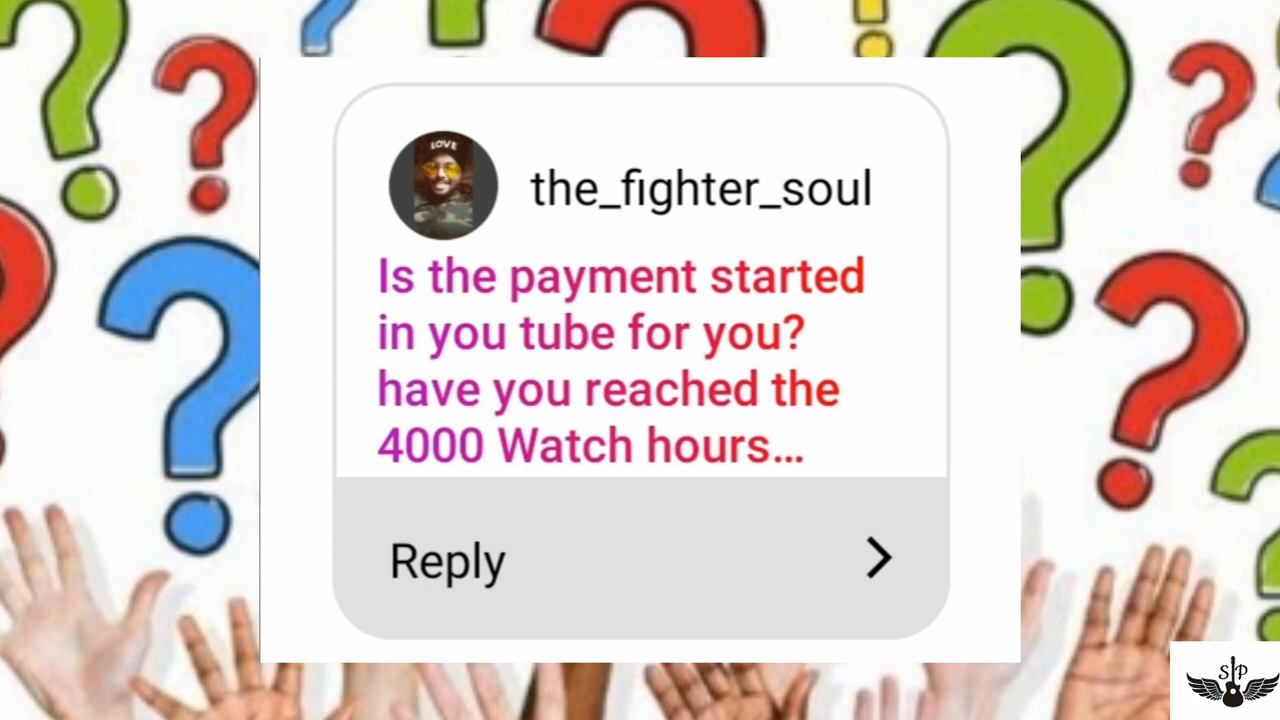 LOVE
the_fighter_soul
Is the payment started
in you tube for you?
have you reached the
4000 Watch hours...
Reply
SP